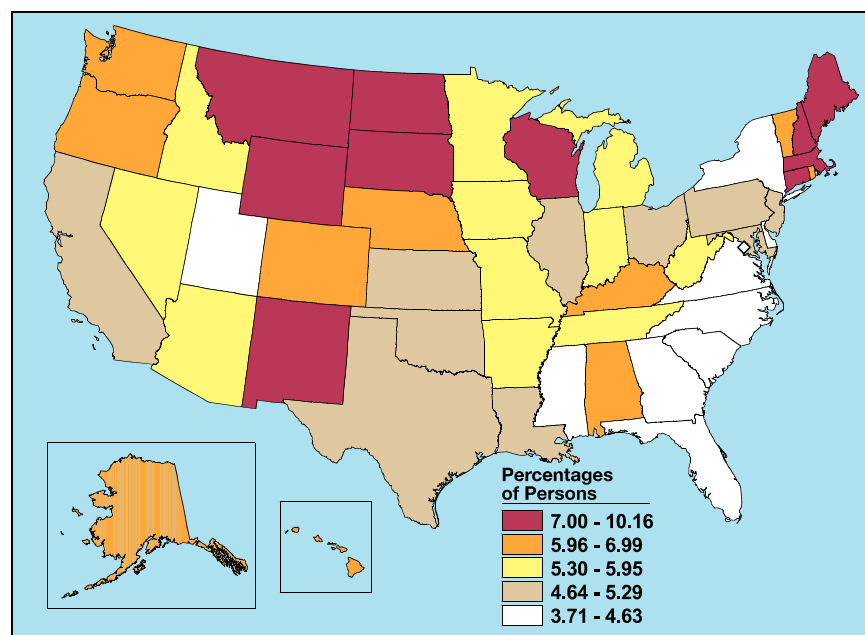 Percentages
of Persons
7.00 - 10.16
5.96 - 6.99
5.30 - 5.95
4.64 - 5.29
3.71 - 4.63